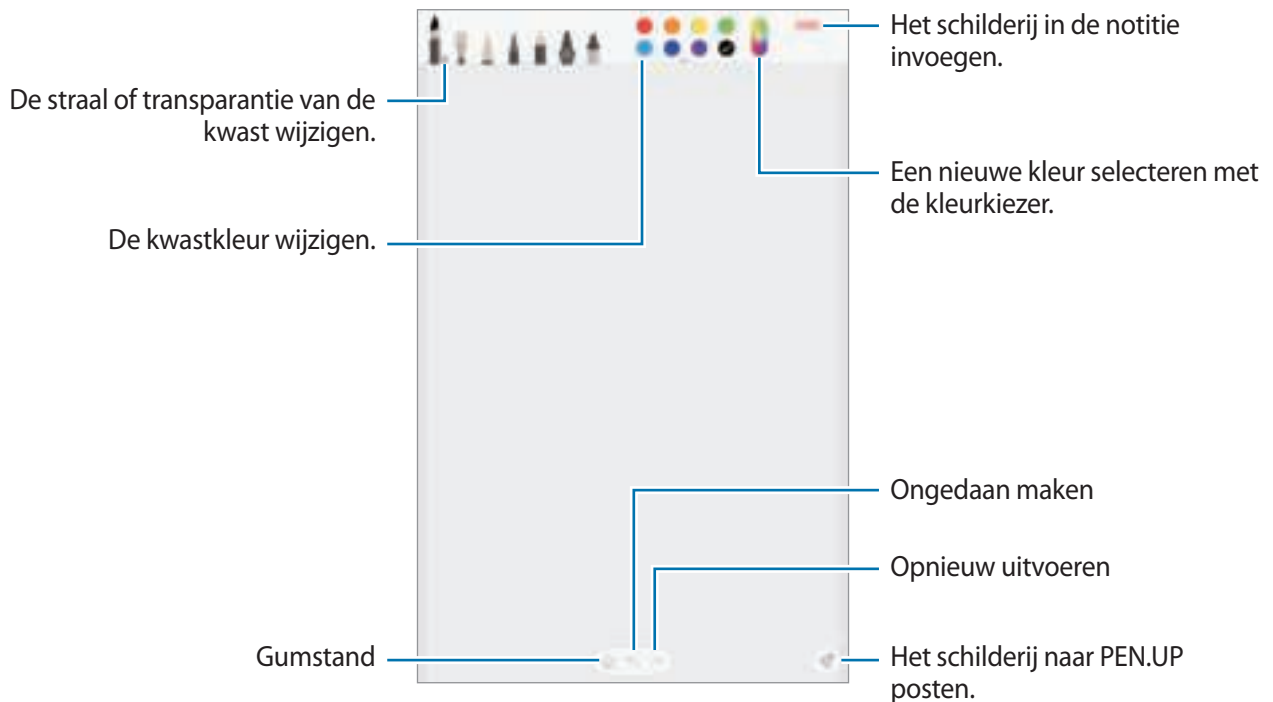 Het schilderij in de notitie
invoegen.
De straal of transparantie van de
kwast wijzigen.
Een nieuwe kleur selecteren met
de kleurkiezer.
De kwastkleur wijzigen.
Ongedaan maken
Opnieuw uitvoeren
Gumstand
Het schilderij naar PEN.UP
posten.